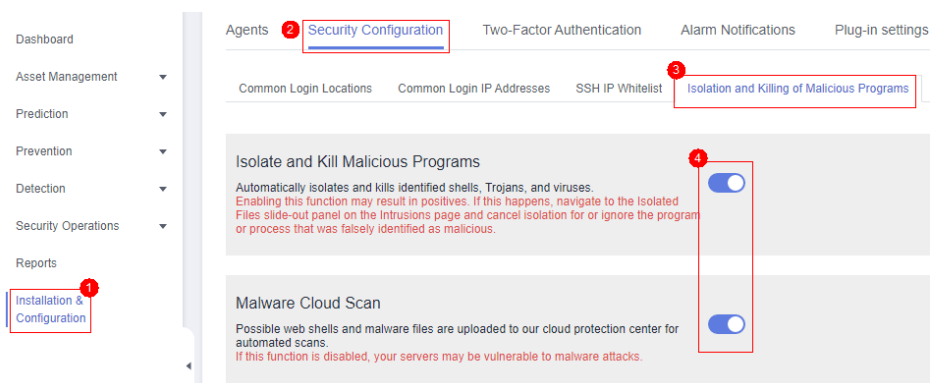 Dashboard
Asset Management
Prediction
Prevention
Detection
Security Operations
Reports
1
Installation &
Configuration
Agents 2 Security Configuration Two-Factor Authentication Alarm Notifications Plug-in settings
3
Common Login Locations Common Login IP Addresses SSH IP Whitelist Isolation and Killing of Malicious Programs
4
Isolate and Kill Malicious Programs
Automatically isolates and kills identified shells, Trojans, and viruses.
Enabling this function may result in positives. If this happens, navigate to the Isolated
Files slide-out panel on the Intrusions page and cancel isolation for or ignore the program
or process that was falsely identified as malicious.
Malware Cloud Scan
Possible web shells and malware files are uploaded to our cloud protection center for
automated scans.
If this function is disabled, your servers may be vulnerable to malware attacks.